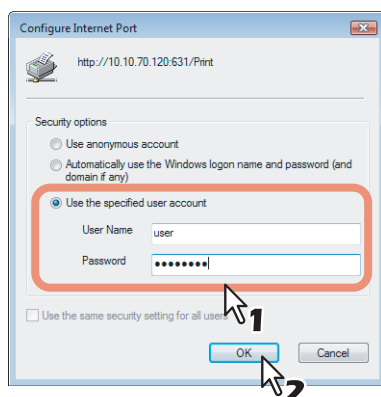 Configure Internet Port
http://10.10.70.120:631/Print
Security options
Use anonymous account
Automatically use the Windows logon name and password (and
domain if any)
Use the specified user account
User Name
user
Password
••••••••
Use the same security setting for all users
1
OK
Cancel
2